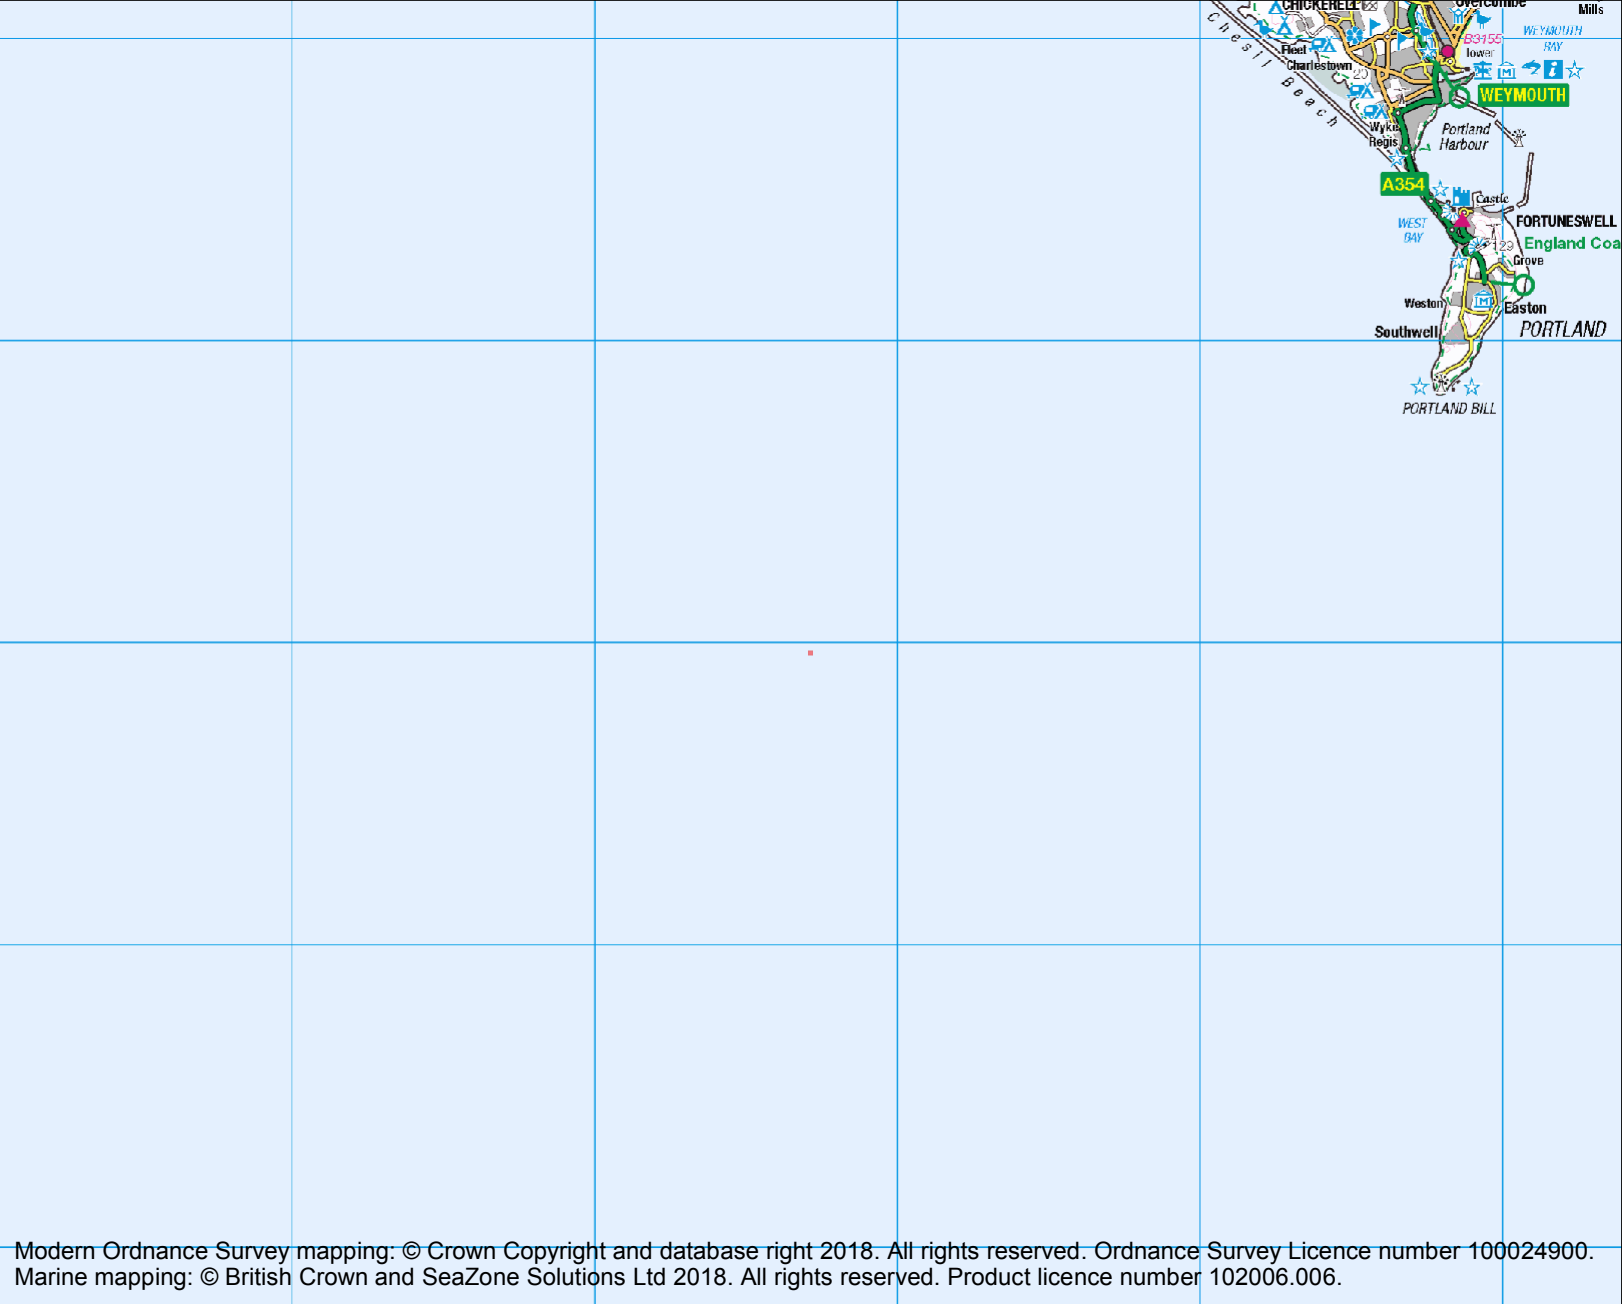 CHICKERELL
Overcombe
Mills
Chesil Beach
Fleet
Charlestown
20
B3155
Tower
WEYMOUTH
BAY
WEYMOUTH
Wyke
Regis
Portland
Harbour
A354
Castle
WEST
BAY
FORTUNESWELL
129
England Coa
Grove
Weston
Easton
Southwell
PORTLAND
PORTLAND BILL
Modern Ordnance Survey mapping: © Crown Copyright and database right 2018. All rights reserved. Ordnance Survey Licence number 100024900.
Marine mapping: © British Crown and SeaZone Solutions Ltd 2018. All rights reserved. Product licence number 102006.006.